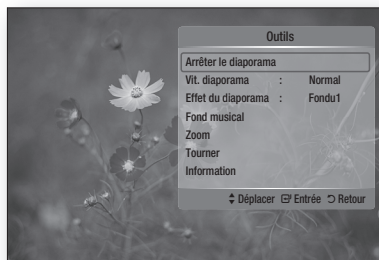 Outils
Arrêter le diaporama
Vit. diaporama : Normal
Effet du diaporama : Fondu1
Fond musical
Zoom
Tourner
Information
Déplacer Entrée Retour